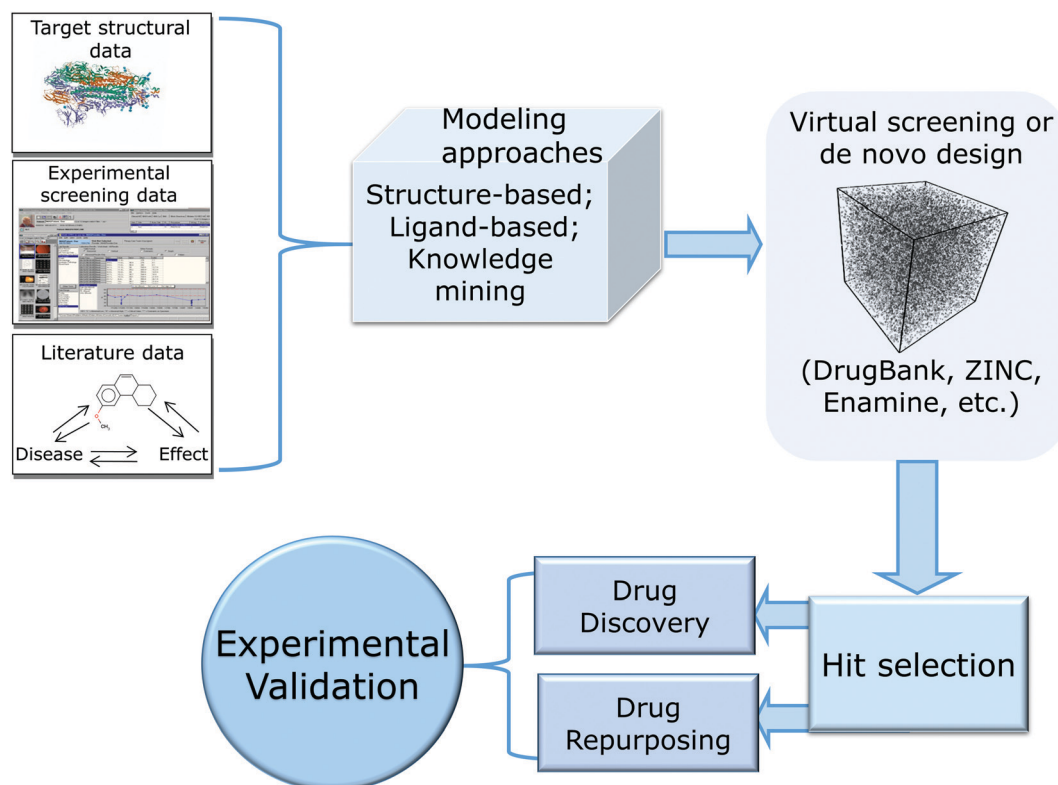 Target structural
data
Experimental
screening data
Literature data
CH3
Disease
Effect
Modeling
approaches
Structure-based;
Ligand-based;
Knowledge
mining
Virtual screening or
de novo design
(DrugBank, ZINC,
Enamine, etc.)
Hit selection
Drug
Discovery
Drug
Repurposing
Experimental
Validation